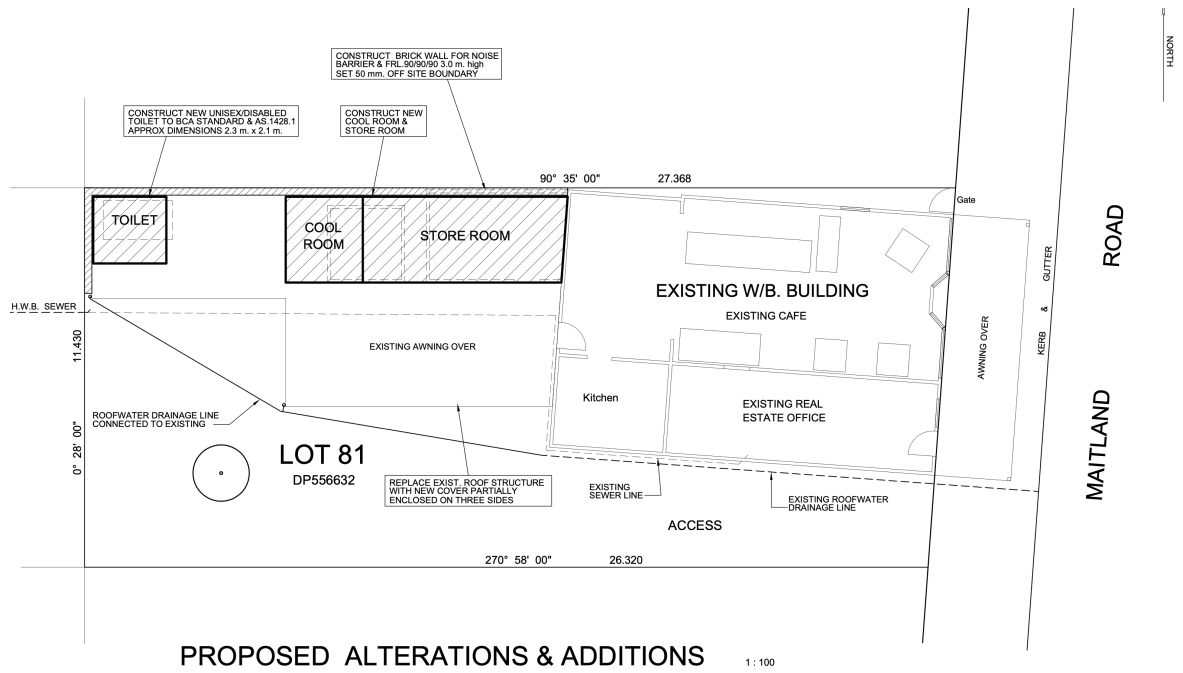 CONSTRUCT BRICK WALL FOR NOISE
BARRIER & FRL.90/90/90 3.0 m. high
SET 50 mm. OFF SITE BOUNDARY
NORTH
CONSTRUCT NEW UNISEX/DISABLED
TOILET TO BCA STANDARD & AS.1428.1
APPROX DIMENSIONS 2.3 m. x 2.1 m.
CONSTRUCT NEW
COOL ROOM &
STORE ROOM
90° 35' 00" 27.368
Gate
TOILET
COOL
ROOM
STORE ROOM
EXISTING W/B. BUILDING
EXISTING CAFE
AWNING OVER
KERB & GUTTER
MAITLAND ROAD
H.W.B. SEWER
0° 28' 00" 11.430
EXISTING AWNING OVER
Kitchen
EXISTING REAL
ESTATE OFFICE
ROOFWATER DRAINAGE LINE
CONNECTED TO EXISTING
LOT 81
DP556632
REPLACE EXIST. ROOF STRUCTURE
WITH NEW COVER PARTIALLY
ENCLOSED ON THREE SIDES
EXISTING
SEWER LINE
EXISTING ROOFWATER
DRAINAGE LINE
ACCESS
270° 58' 00" 26.320
PROPOSED ALTERATIONS & ADDITIONS 1 : 100